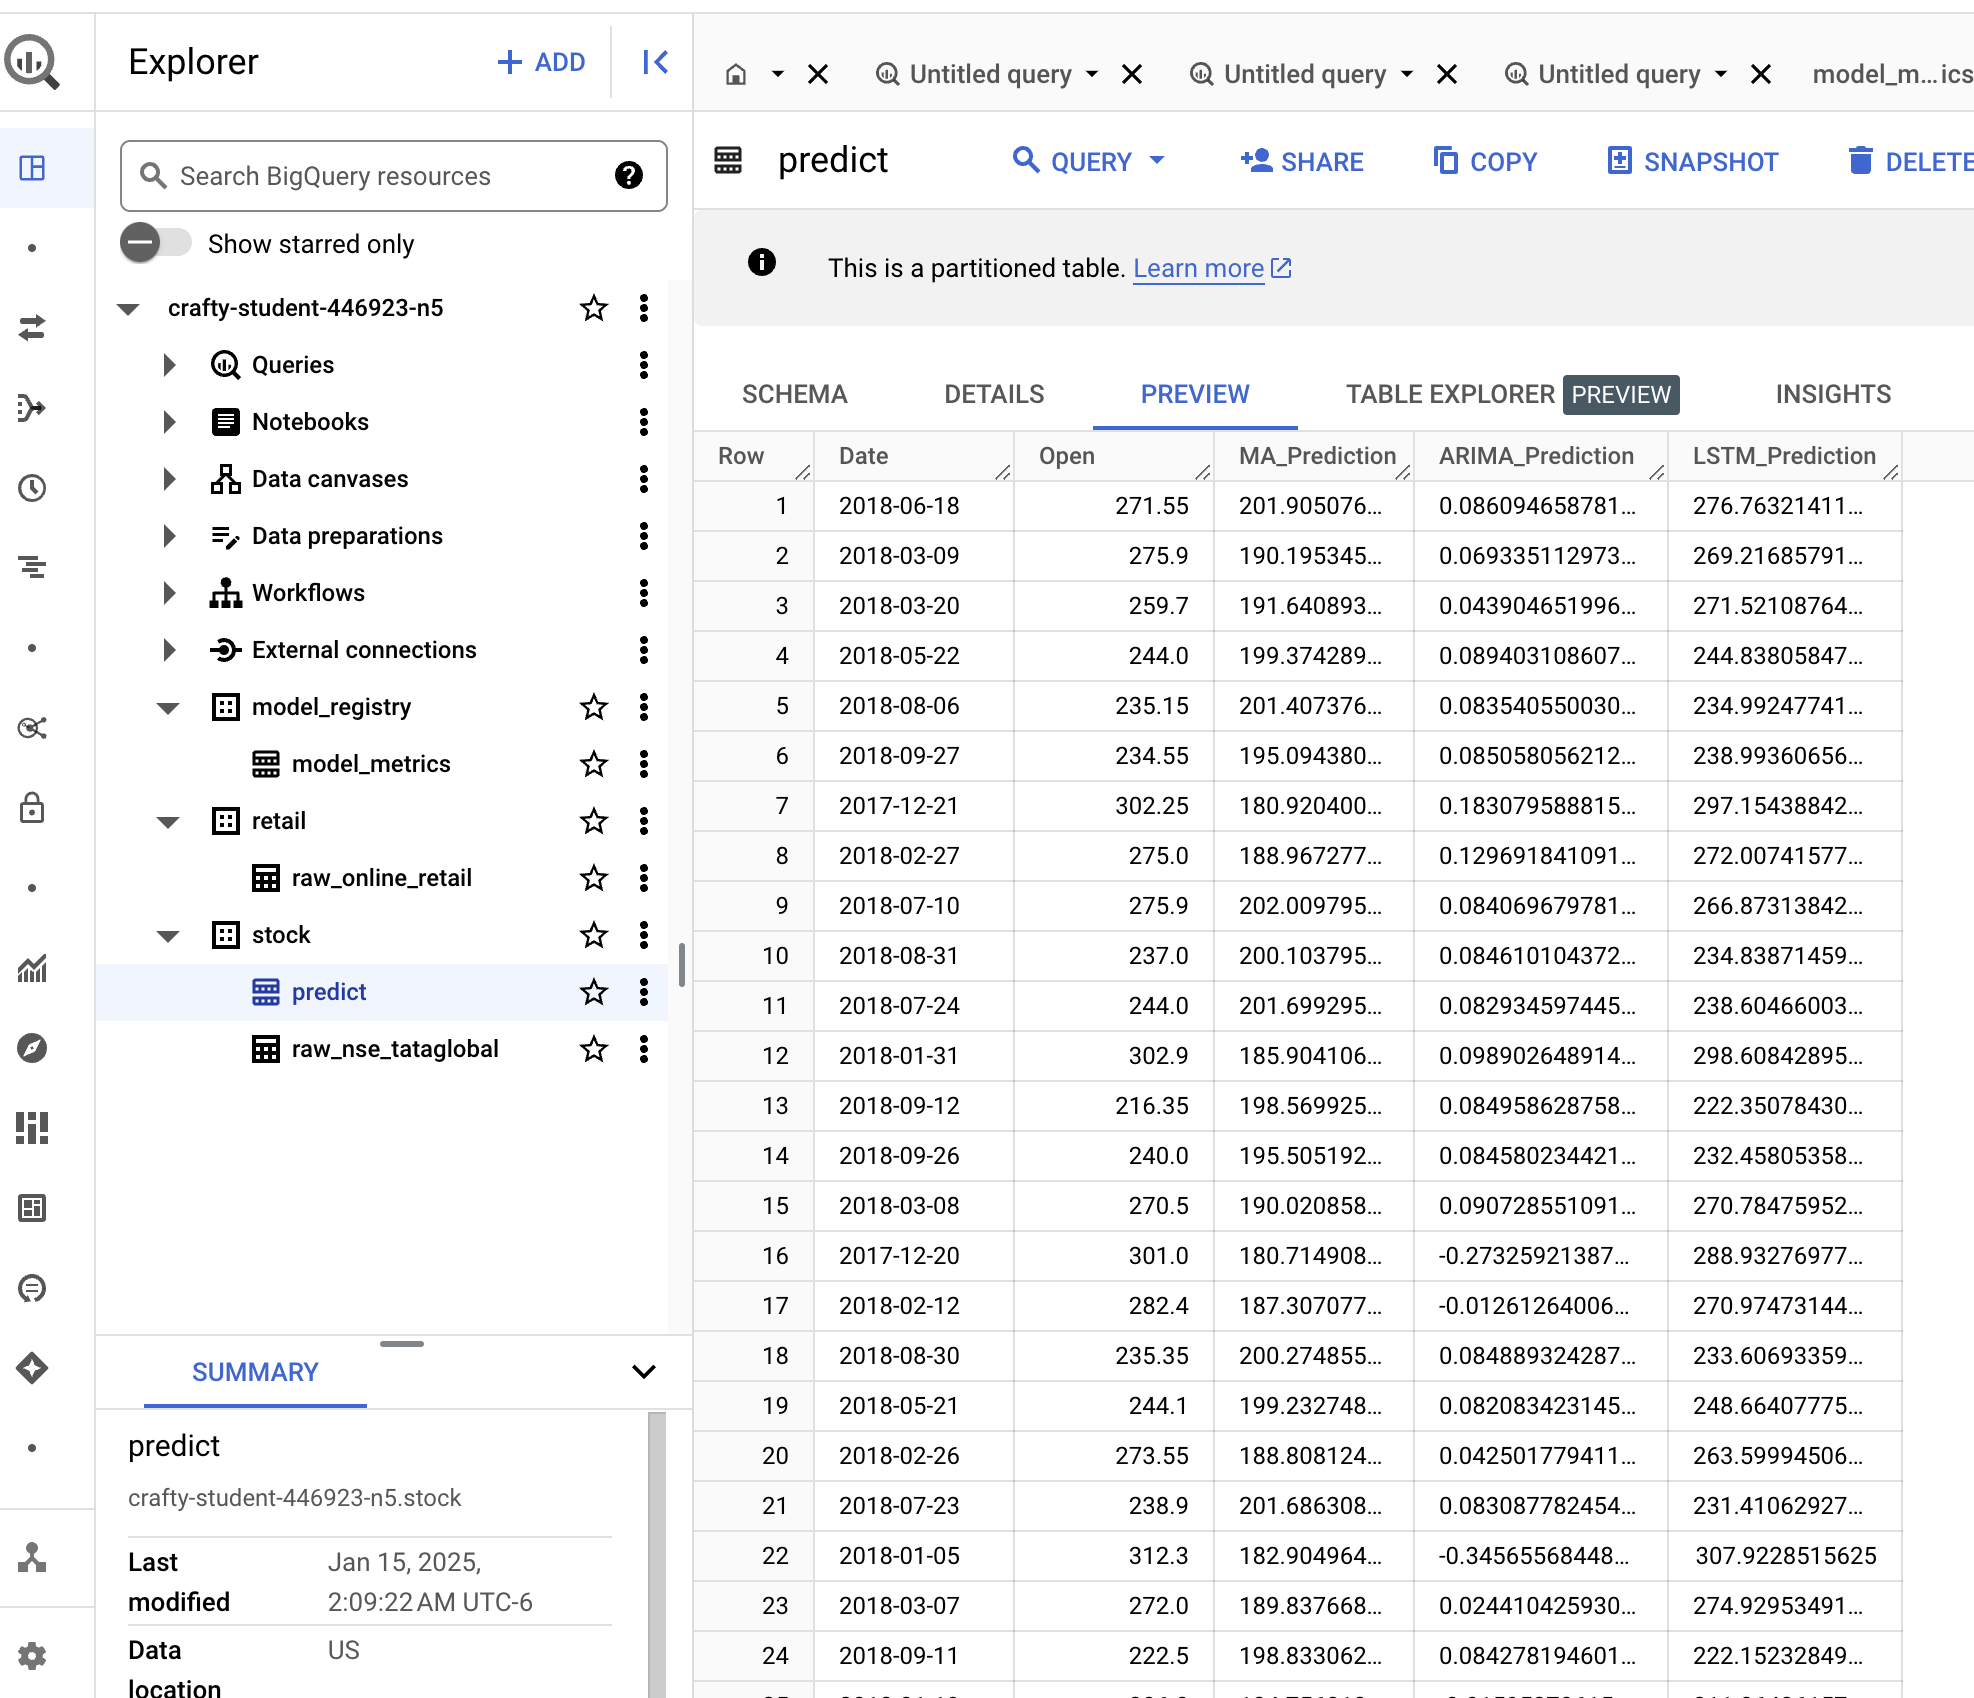 Explorer
+ ADD
Untitled query
Untitled query
Untitled query
model_m…ics
Search BigQuery resources
Show starred only
crafty-student-446923-n5
Queries
Notebooks
Data canvases
Data preparations
Workflows
External connections
model_registry
model_metrics
retail
raw_online_retail
stock
predict
raw_nse_tataglobal
SUMMARY
predict
crafty-student-446923-n5.stock
Last modified Jan 15, 2025, 2:09:22 AM UTC-6
Data location US
predict
QUERY SHARE COPY SNAPSHOT DELETE
This is a partitioned table. Learn more
SCHEMA DETAILS PREVIEW TABLE EXPLORER PREVIEW INSIGHTS
Row Date Open MA_Prediction ARIMA_Prediction LSTM_Prediction
1 2018-06-18 271.55 201.905076… 0.086094658781… 276.76321411…
2 2018-03-09 275.9 190.195345… 0.069335112973… 269.21685791…
3 2018-03-20 259.7 191.640893… 0.043904651996… 271.52108764…
4 2018-05-22 244.0 199.374289… 0.089403108607… 244.83805847…
5 2018-08-06 235.15 201.407376… 0.083540550030… 234.99247741…
6 2018-09-27 234.55 195.094380… 0.085058056212… 238.99360656…
7 2017-12-21 302.25 180.920400… 0.183079588815… 297.15438842…
8 2018-02-27 275.0 188.967277… 0.129691841091… 272.00741577…
9 2018-07-10 275.9 202.009795… 0.084069679781… 266.87313842…
10 2018-08-31 237.0 200.103795… 0.084610104372… 234.83871459…
11 2018-07-24 244.0 201.699295… 0.082934597445… 238.60466003…
12 2018-01-31 302.9 185.904106… 0.098902648914… 298.60842895…
13 2018-09-12 216.35 198.569925… 0.084958628758… 222.35078430…
14 2018-09-26 240.0 195.505192… 0.084580234421… 232.45805358…
15 2018-03-08 270.5 190.020858… 0.090728551091… 270.78475952…
16 2017-12-20 301.0 180.714908… -0.27325921387… 288.93276977…
17 2018-02-12 282.4 187.307077… -0.01261264006… 270.97473144…
18 2018-08-30 235.35 200.274855… 0.084889324287… 233.60693359…
19 2018-05-21 244.1 199.232748… 0.082083423145… 248.66407775…
20 2018-02-26 273.55 188.808124… 0.042501779411… 263.59994506…
21 2018-07-23 238.9 201.686308… 0.083087782454… 231.41062927…
22 2018-01-05 312.3 182.904964… -0.34565568448… 307.9228515625
23 2018-03-07 272.0 189.837668… 0.024410425930… 274.92953491…
24 2018-09-11 222.5 198.833062… 0.084278194601… 222.15232849…